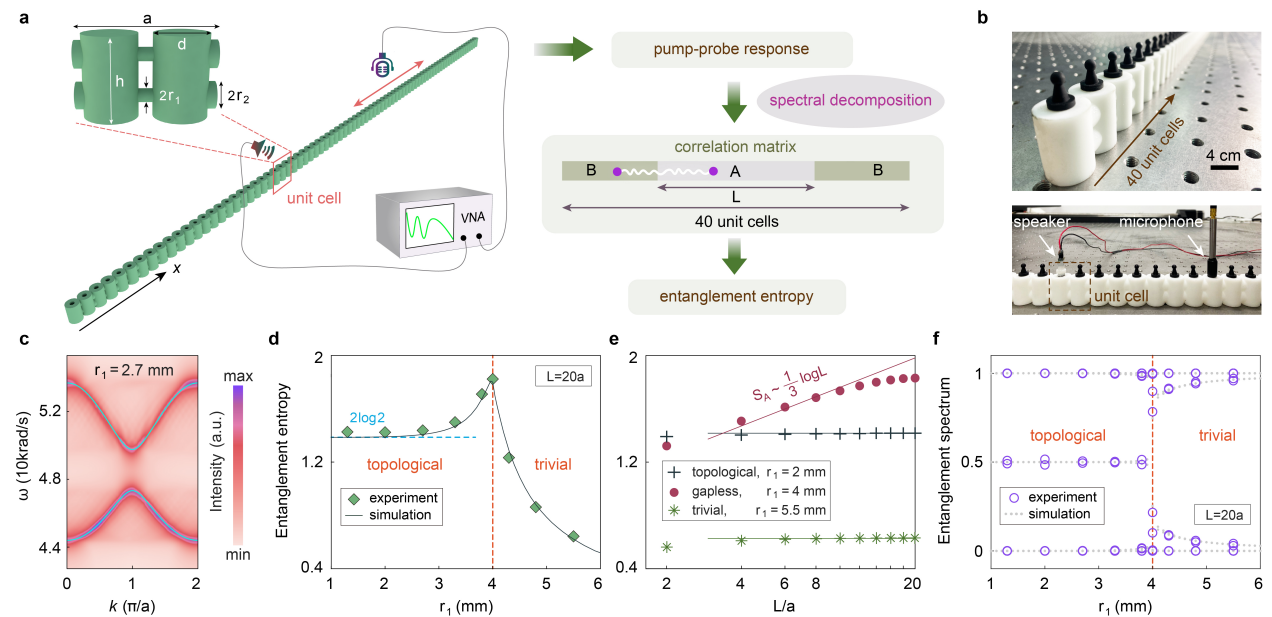 a
a
d
h
2r₁
2r₂
unit cell
x
VNA
pump-probe response
spectral decomposition
correlation matrix
B
A
B
L
40 unit cells
entanglement entropy
b
40 unit cells
4 cm
speaker
microphone
unit cell
c
r₁ = 2.7 mm
ω (10krad/s)
5.2
4.8
4.4
0
1
2
k (π/a)
max
Intensity (a.u.)
min
d
Entanglement entropy
2
1.2
0.4
L=20a
2log2
topological
trivial
experiment
simulation
1
2
3
4
5
6
r₁ (mm)
e
2
1.2
0.4
S_A ~ 1/3 logL
topological, r₁ = 2 mm
gapless, r₁ = 4 mm
trivial, r₁ = 5.5 mm
2
4
6
8
20
L/a
f
Entanglement spectrum
1
0.5
0
topological
trivial
experiment
simulation
L=20a
1
2
3
4
5
6
r₁ (mm)